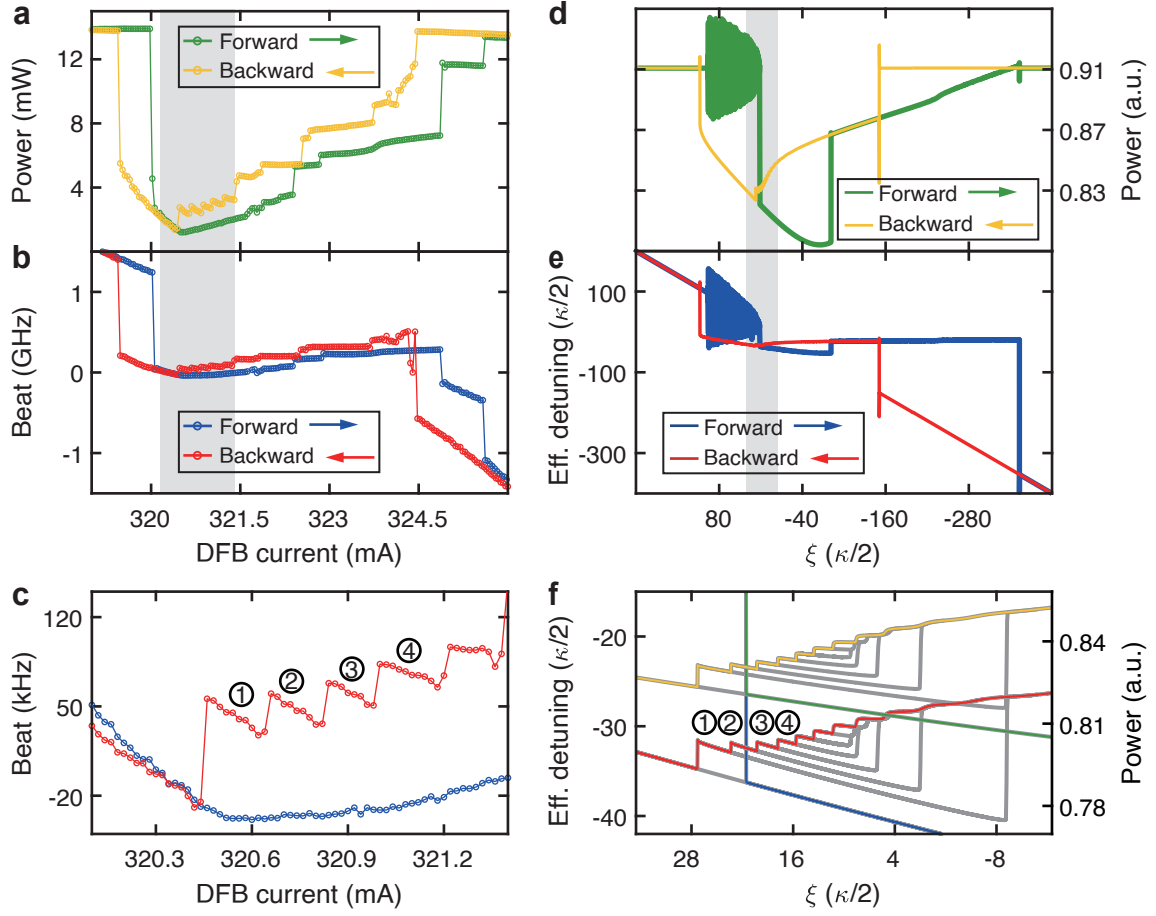 a
Power (mW)
12
8
4
Forward
Backward
b
Beat (GHz)
1
0
-1
Forward
Backward
320
321.5
323
324.5
DFB current (mA)
c
Beat (kHz)
120
50
-20
① ② ③ ④
320.3
320.6
320.9
321.2
DFB current (mA)
d
0.91
0.87
0.83
Power (a.u.)
Forward
Backward
e
Eff. detuning (κ/2)
100
-100
-300
Forward
Backward
80
-40
-160
-280
ξ (κ/2)
f
Eff. detuning (κ/2)
-20
-30
-40
① ② ③ ④
0.84
0.81
0.78
Power (a.u.)
28
16
4
-8
ξ (κ/2)